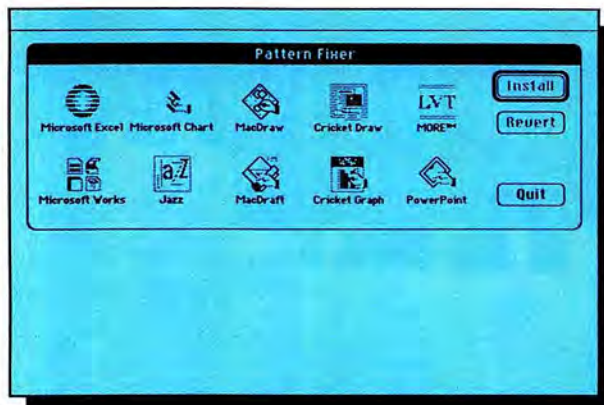 Pattern Fixer
LVT
Install
Microsoft Excel Microsoft Chart MacDraw Cricket Draw MORE™
Revert
a/Z
Microsoft Works Jazz MacDraft Cricket Graph PowerPoint
Quit